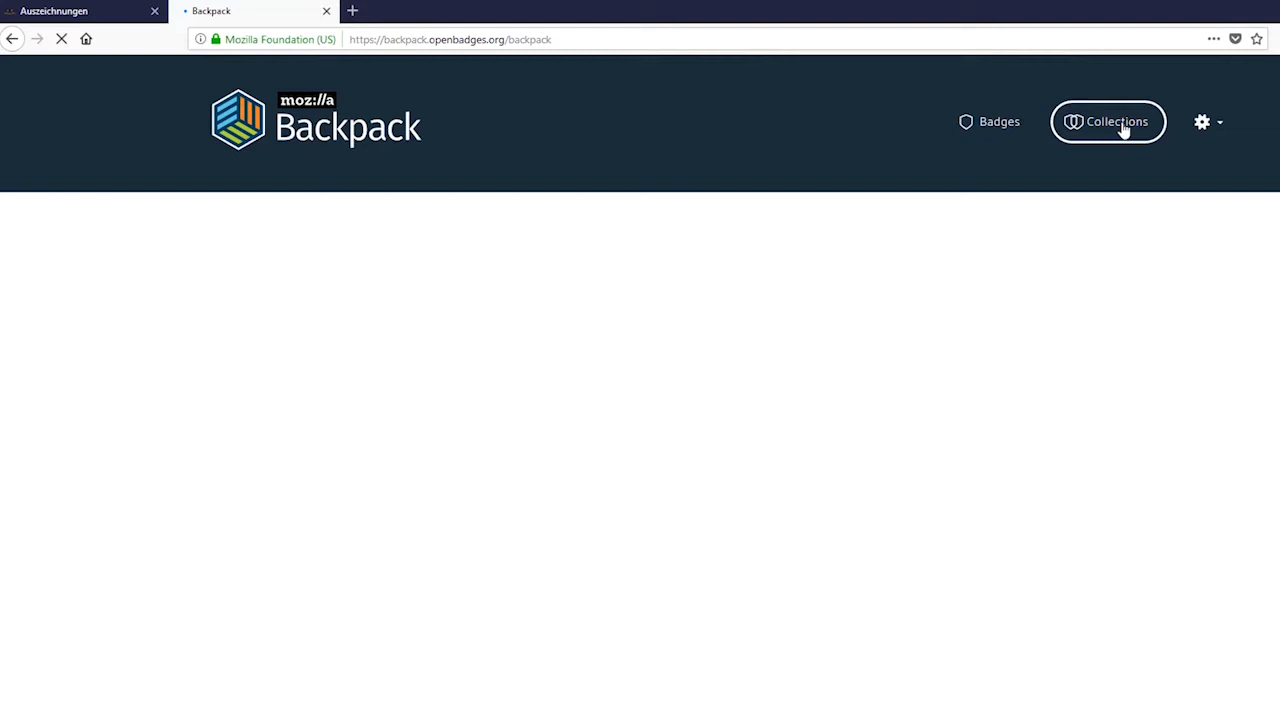 Auszeichnungen
Backpack
Mozilla Foundation (US) https://backpack.openbadges.org/backpack
moz://a
Backpack
Badges
Collections